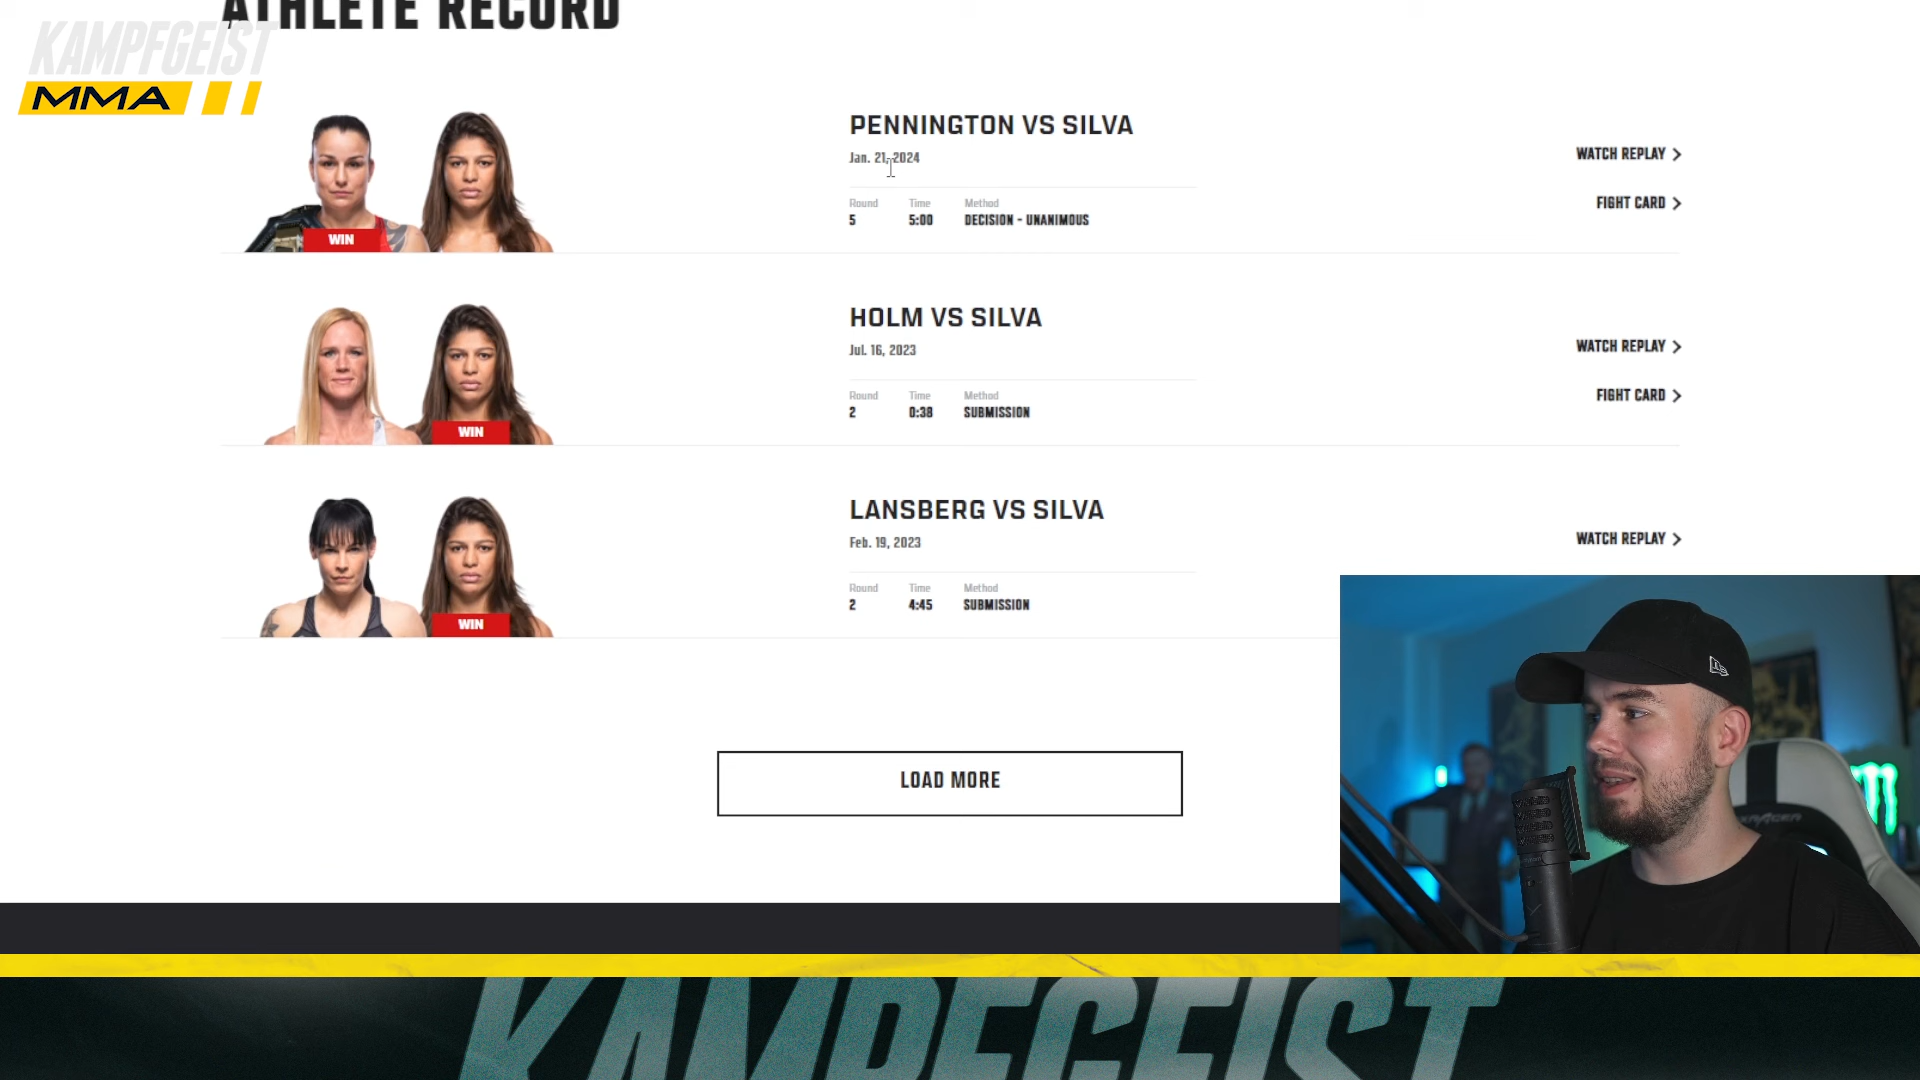 ATHLETE RECORD
KAMPFGEIST
MMA
PENNINGTON VS SILVA
Jan. 21, 2024
WATCH REPLAY
Round Time Method
5 5:00 DECISION - UNANIMOUS
FIGHT CARD
WIN
HOLM VS SILVA
Jul. 16, 2023
WATCH REPLAY
Round Time Method
2 0:38 SUBMISSION
FIGHT CARD
WIN
LANSBERG VS SILVA
Feb. 19, 2023
WATCH REPLAY
Round Time Method
2 4:45 SUBMISSION
WIN
LOAD MORE
KAMPFGEIST